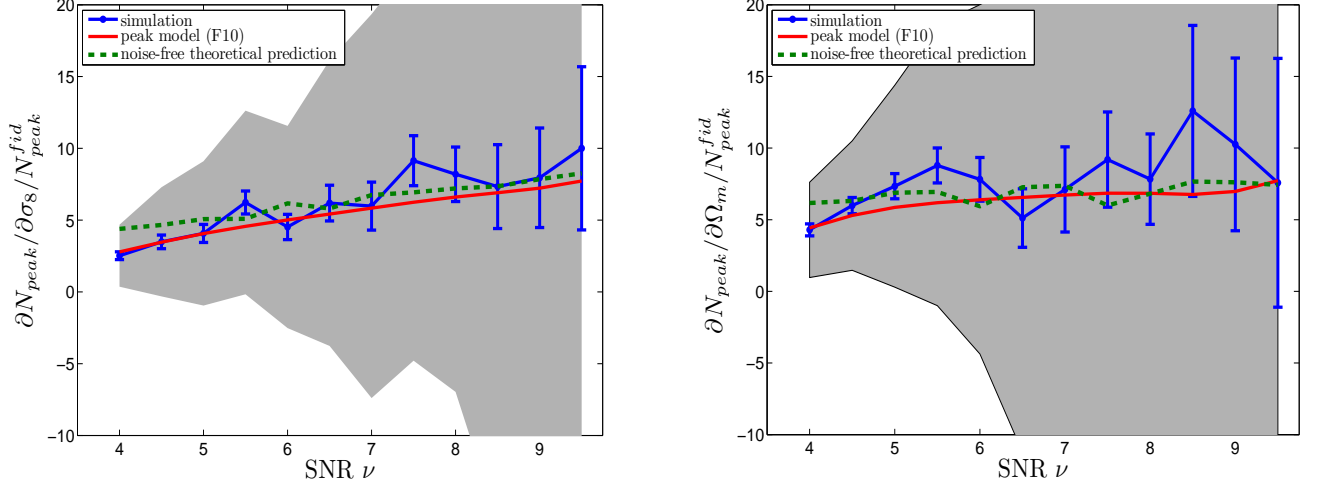 20
15
10
5
0
−5
−10
simulation
peak model (F10)
noise-free theoretical prediction
∂N_peak/∂σ_8/N_peak^fid
4 5 6 7 8 9
SNR ν
20
15
10
5
0
−5
−10
simulation
peak model (F10)
noise-free theoretical prediction
∂N_peak/∂Ω_m/N_peak^fid
4 5 6 7 8 9
SNR ν